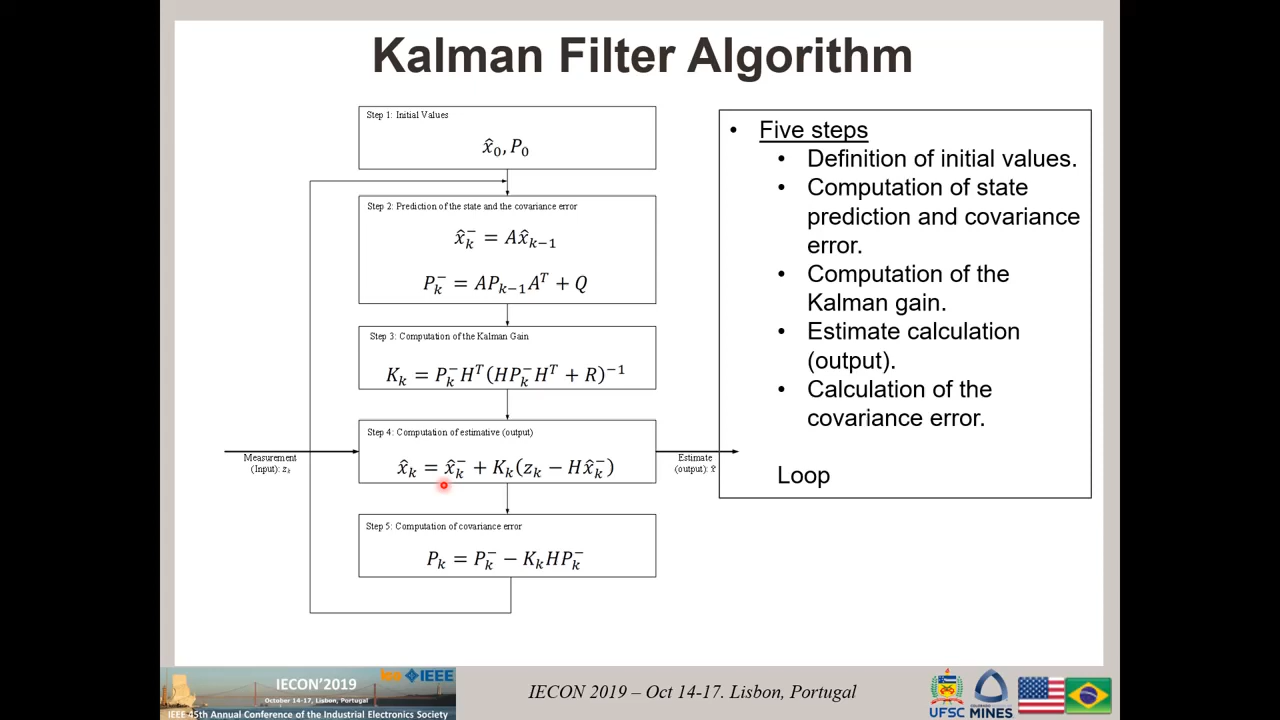 Kalman Filter Algorithm
Step 1: Initial Values
x̂₀, P₀
Step 2: Prediction of the state and the covariance error
x̂ₖ⁻ = Ax̂ₖ₋₁
Pₖ⁻ = APₖ₋₁Aᵀ + Q
Step 3: Computation of the Kalman Gain
Kₖ = Pₖ⁻Hᵀ(HPₖ⁻Hᵀ + R)⁻¹
Step 4: Computation of estimative (output)
x̂ₖ = x̂ₖ⁻ + Kₖ(zₖ − Hx̂ₖ⁻)
Measurement
(Input): zₖ
Estimate
(output): x̂
Step 5: Computation of covariance error
Pₖ = Pₖ⁻ − KₖHPₖ⁻
• Five steps
• Definition of initial values.
• Computation of state
prediction and covariance
error.
• Computation of the
Kalman gain.
• Estimate calculation
(output).
• Calculation of the
covariance error.
Loop
IECON'2019
October 14-17, Lisbon, Portugal
IEEE 45th Annual Conference of the Industrial Electronics Society
ies IEEE
IECON 2019 – Oct 14-17. Lisbon, Portugal
UFSC
MINES